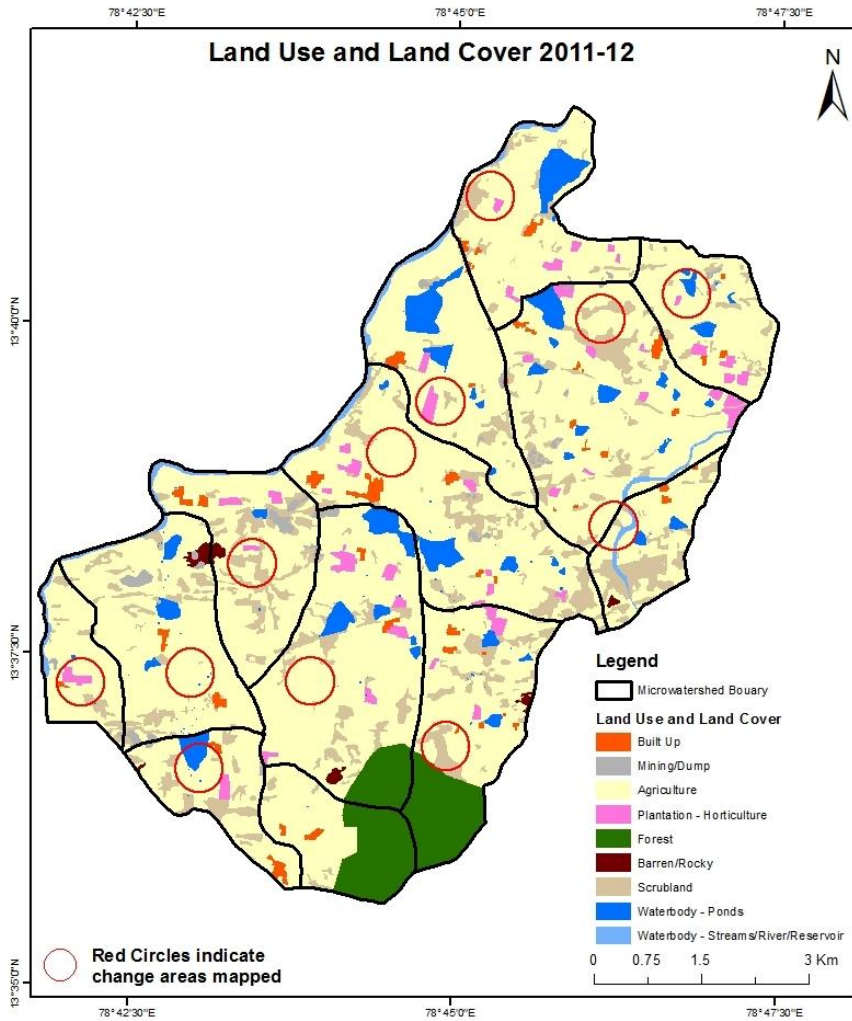 78°42'30"E
78°45'0"E
78°47'30"E
Land Use and Land Cover 2011-12
N
13°40'0"N
13°37'30"N
13°35'0"N
Legend
Microwatershed Bouary
Land Use and Land Cover
Built Up
Mining/Dump
Agriculture
Plantation - Horticulture
Forest
Barren/Rocky
Scrubland
Waterbody - Ponds
Waterbody - Streams/River/Reservoir
0 0.75 1.5 3 Km
Red Circles indicate
change areas mapped
78°42'30"E
78°45'0"E
78°47'30"E